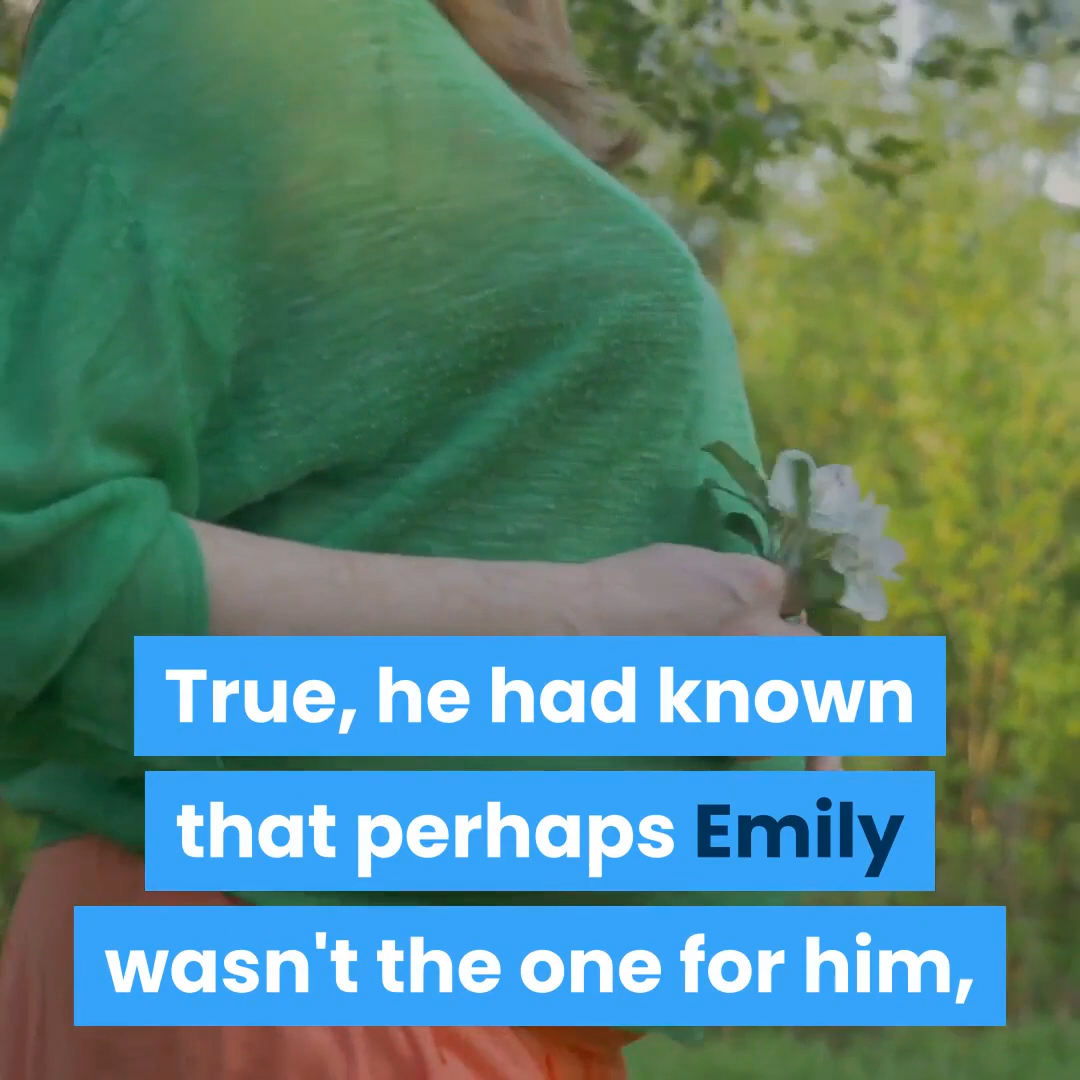 True, he had known
that perhaps Emily
wasn't the one for him,